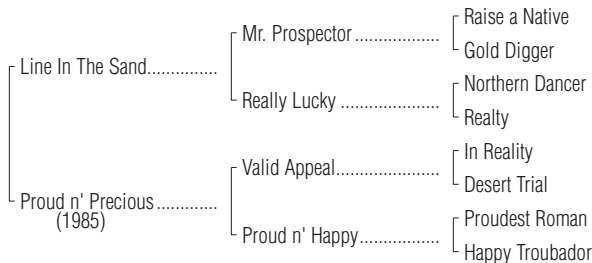 Raise a Native
Mr. Prospector ..................
Gold Digger
Line In The Sand...............
Northern Dancer
Really Lucky .....................
Realty
In Reality
Valid Appeal......................
Desert Trial
Proud n' Precious .............
(1985)
Proudest Roman
Proud n' Happy.................
Happy Troubador